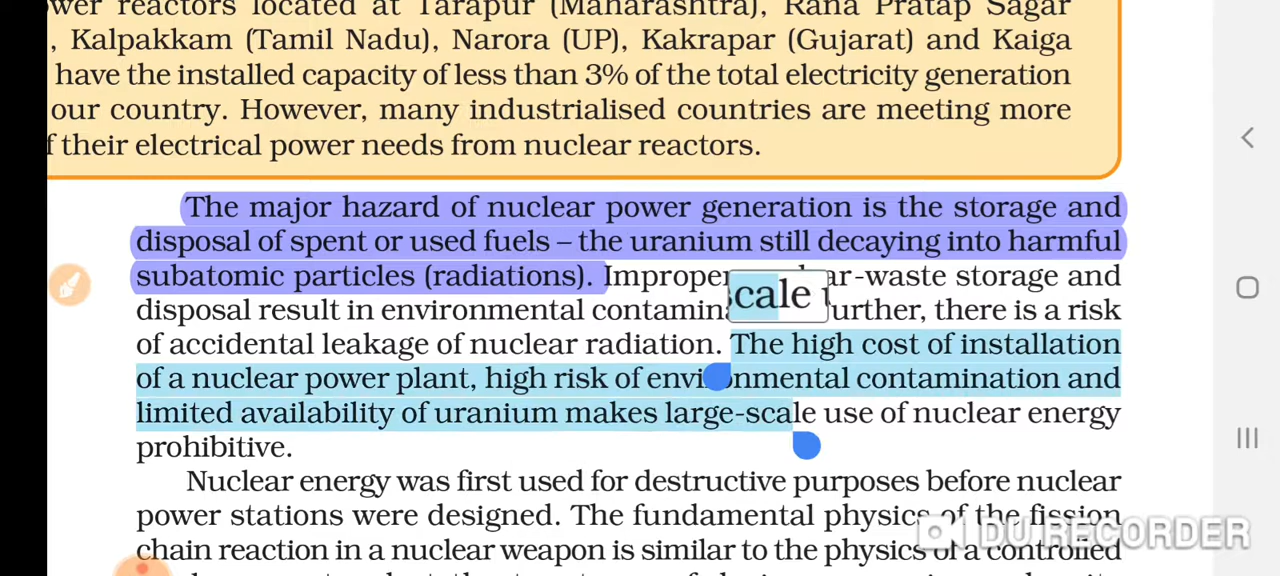 wer reactors located at Tarapur (Maharashtra), Rana Pratap Sagar
, Kalpakkam (Tamil Nadu), Narora (UP), Kakrapar (Gujarat) and Kaiga
have the installed capacity of less than 3% of the total electricity generation
our country. However, many industrialised countries are meeting more
f their electrical power needs from nuclear reactors.
The major hazard of nuclear power generation is the storage and
disposal of spent or used fuels – the uranium still decaying into harmful
subatomic particles (radiations). Improper ar-waste storage and
scale
disposal result in environmental contamin urther, there is a risk
of accidental leakage of nuclear radiation. The high cost of installation
of a nuclear power plant, high risk of environmental contamination and
limited availability of uranium makes large-scale use of nuclear energy
prohibitive.
Nuclear energy was first used for destructive purposes before nuclear
power stations were designed. The fundamental physics of the fission
DU RECORDER
chain reaction in a nuclear weapon is similar to the physics of a controlled